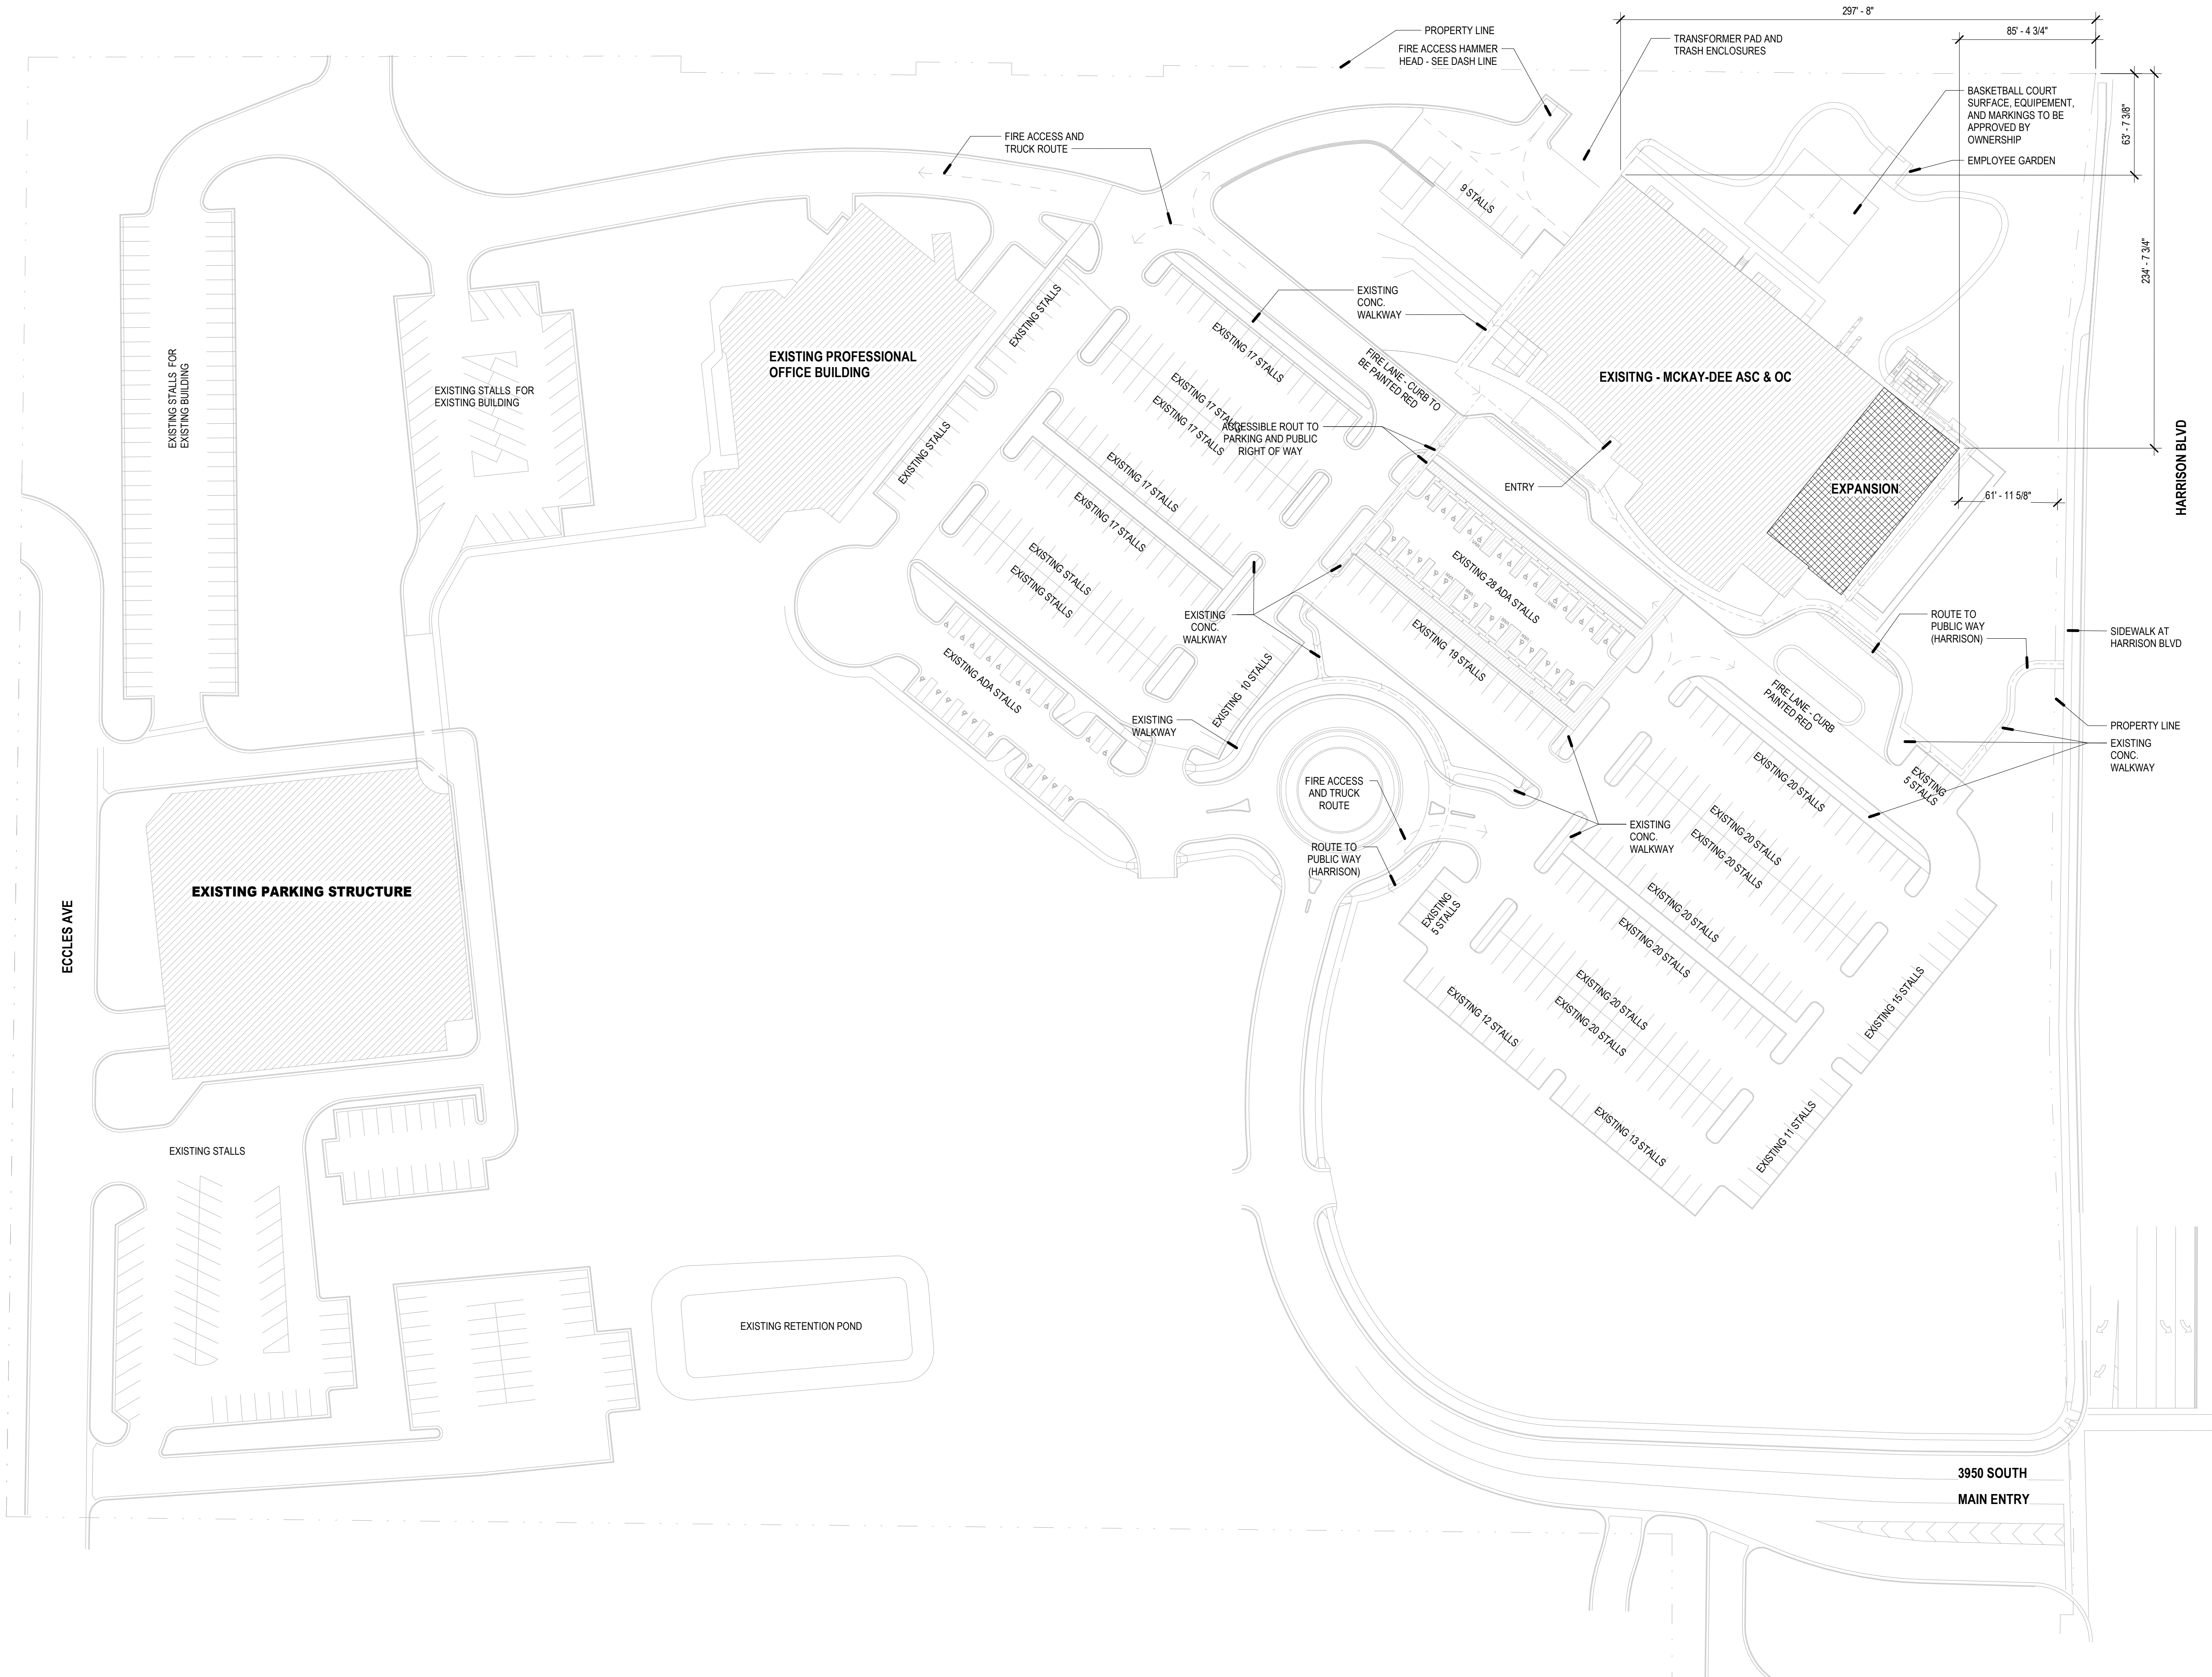 297' - 8"
85' - 4 3/4"
PROPERTY LINE
FIRE ACCESS HAMMER
HEAD - SEE DASH LINE
TRANSFORMER PAD AND
TRASH ENCLOSURES
BASKETBALL COURT
SURFACE, EQUIPEMENT,
AND MARKINGS TO BE
APPROVED BY
OWNERSHIP
EMPLOYEE GARDEN
63' - 7 3/8"
234' - 7 3/4"
FIRE ACCESS AND
TRUCK ROUTE
9 STALLS
EXISTING
CONC.
WALKWAY
EXISTING STALLS FOR
EXISTING BUILDING
EXISTING STALLS FOR
EXISTING BUILDING
EXISTING PROFESSIONAL
OFFICE BUILDING
EXISTING STALLS
EXISTING STALLS
EXISTING 17 STALLS
EXISTING 17 STALLS
EXISTING 17 STALLS
EXISTING 17 STALLS
EXISTING 17 STALLS
EXISTING STALLS
EXISTING STALLS
FIRE LANE - CURB TO
BE PAINTED RED
ACCESSIBLE ROUT TO
PARKING AND PUBLIC
RIGHT OF WAY
EXISITNG - MCKAY-DEE ASC & OC
ENTRY
EXPANSION
61' - 11 5/8"
HARRISON BLVD
EXISTING 28 ADA STALLS
EXISTING 19 STALLS
EXISTING
CONC.
WALKWAY
EXISTING 10 STALLS
EXISTING ADA STALLS
EXISTING
WALKWAY
ROUTE TO
PUBLIC WAY
(HARRISON)
SIDEWALK AT
HARRISON BLVD
FIRE LANE - CURB
PAINTED RED
PROPERTY LINE
EXISTING
CONC.
WALKWAY
FIRE ACCESS
AND TRUCK
ROUTE
ROUTE TO
PUBLIC WAY
(HARRISON)
EXISTING
CONC.
WALKWAY
EXISTING
5 STALLS
EXISTING 20 STALLS
EXISTING 20 STALLS
EXISTING 20 STALLS
EXISTING 20 STALLS
EXISTING 20 STALLS
EXISTING 20 STALLS
EXISTING 20 STALLS
EXISTING
5 STALLS
EXISTING 12 STALLS
EXISTING 13 STALLS
EXISTING 15 STALLS
EXISTING 11 STALLS
ECCLES AVE
EXISTING PARKING STRUCTURE
EXISTING STALLS
EXISTING RETENTION POND
3950 SOUTH
MAIN ENTRY